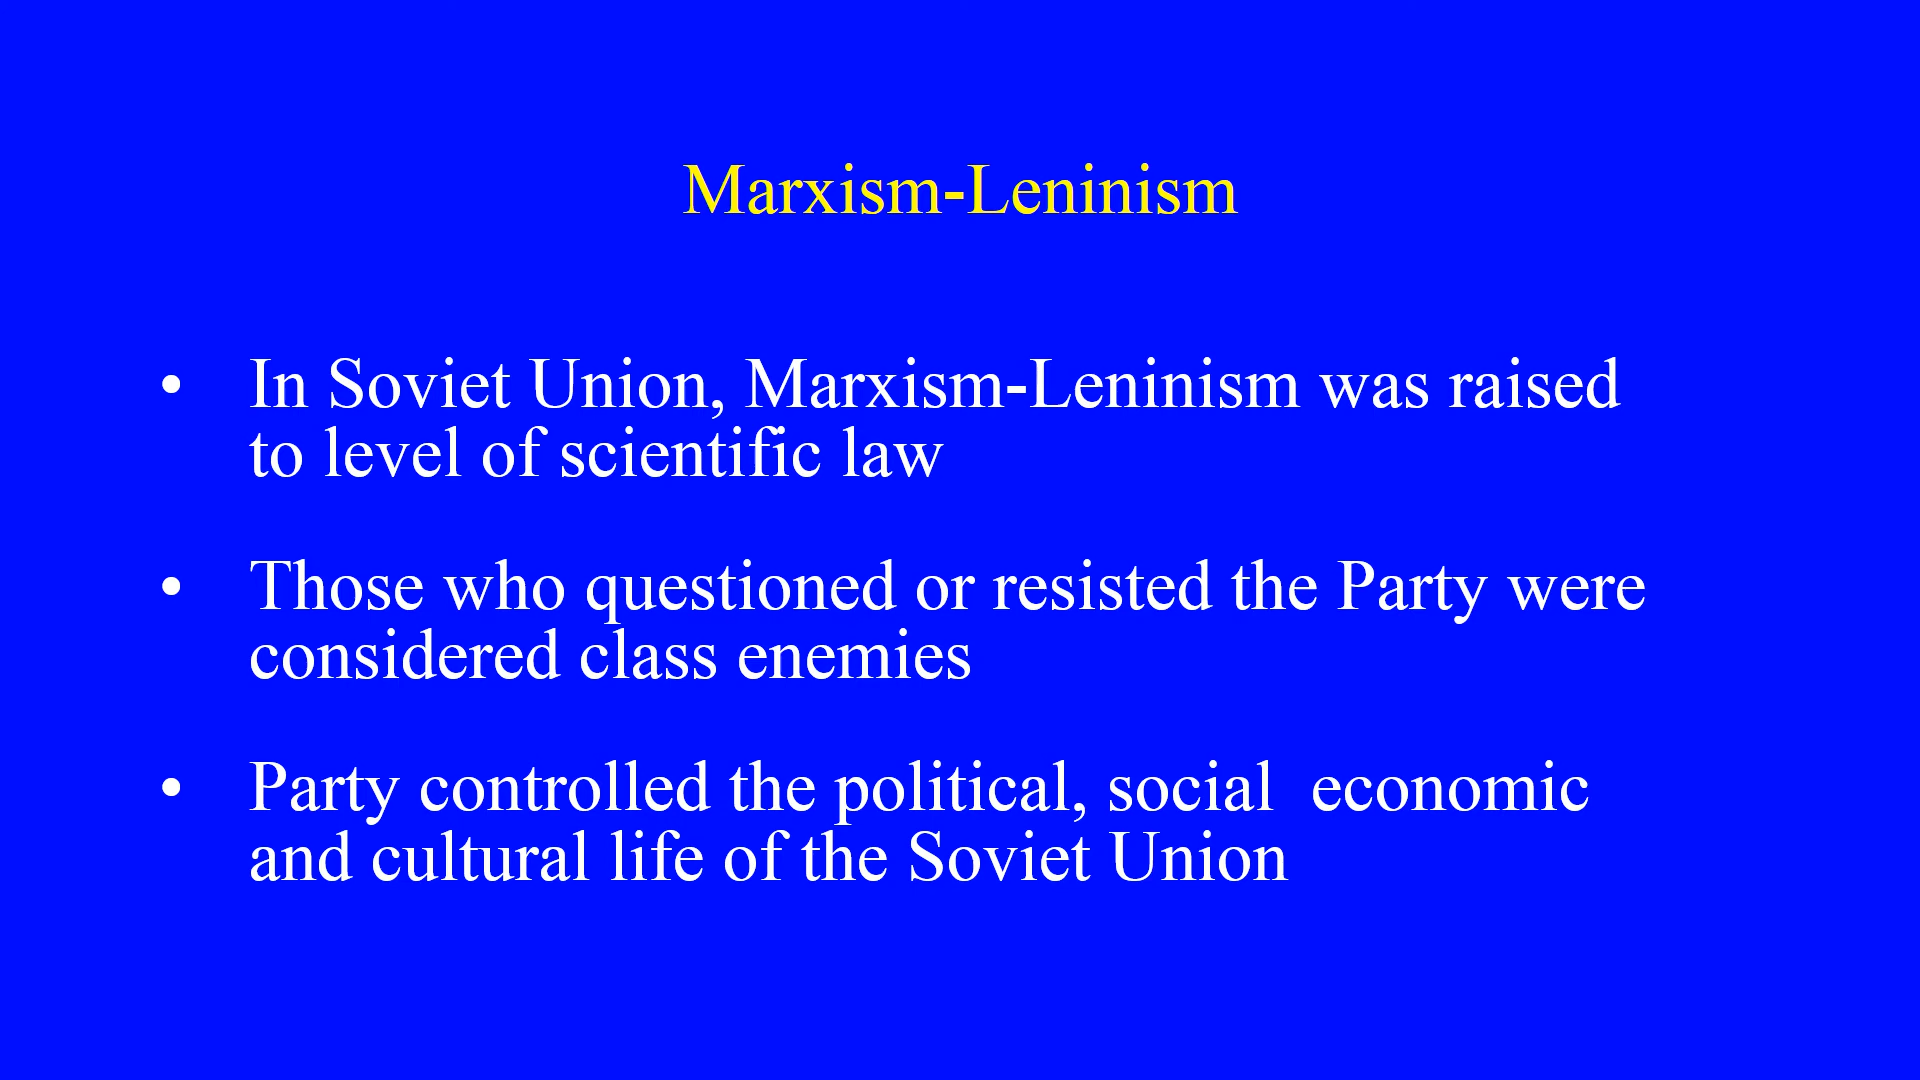 Marxism-Leninism
• In Soviet Union, Marxism-Leninism was raised
to level of scientific law
• Those who questioned or resisted the Party were
considered class enemies
• Party controlled the political, social  economic
and cultural life of the Soviet Union